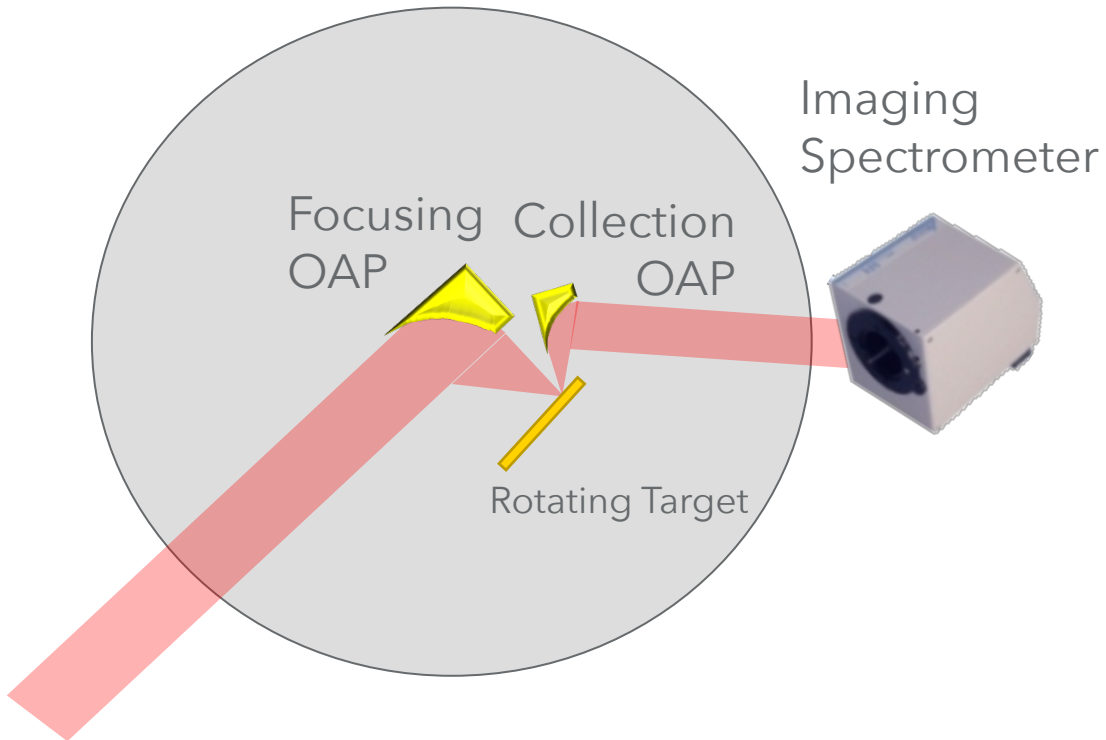 Imaging
Spectrometer
Focusing
OAP
Collection
OAP
Rotating Target